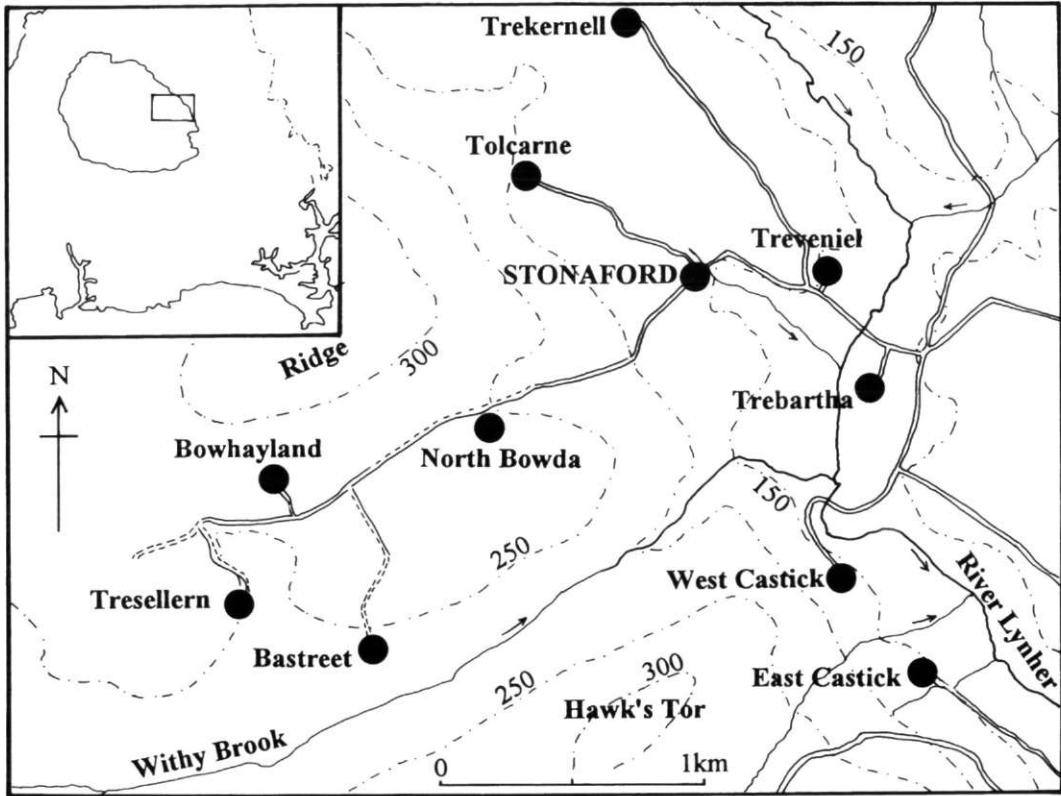 Trekernell
150
Tolcarne
Treveniel
STONAFORD
Ridge
300
N
Trebartha
Bowhayland
North Bowda
150
250
West Castick
River Lynher
Tresellern
Bastreet
250
300
East Castick
Hawk's Tor
Withy Brook
0 1km